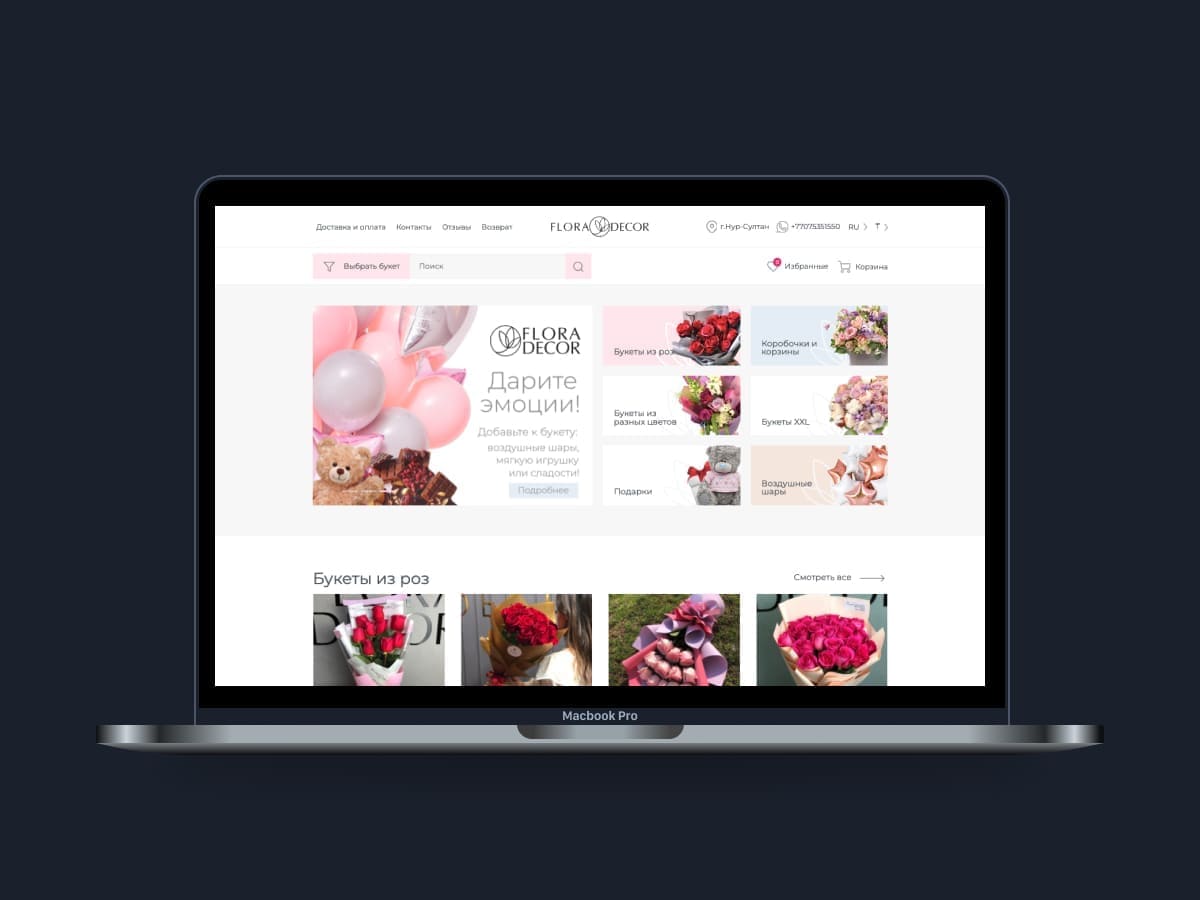 Доставка и оплата Контакты Отзывы Возврат FLORA DECOR г.Нур-Султан +77075351550 RU ₸
Выбрать букет Поиск 0 Избранные Корзина
FLORA
DECOR
Дарите
эмоции!
Добавьте к букету:
воздушные шары,
мягкую игрушку
или сладости!
Подробнее
Букеты из роз
Коробочки и
корзины
Букеты из
разных цветов
Букеты XXL
Подарки
Воздушные
шары
Букеты из роз Смотреть все
Macbook Pro